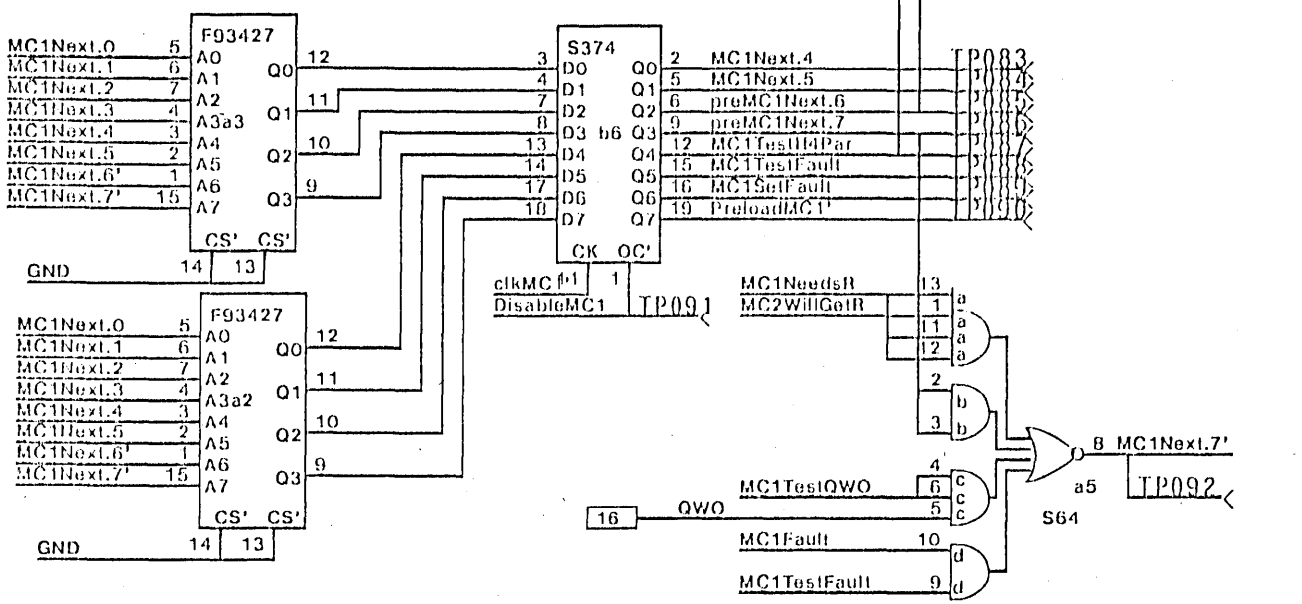 F93427
MC1Next.0 5 A0
MC1Next.1 6 A1
MC1Next.2 7 A2
MC1Next.3 4 A3 a3
MC1Next.4 3 A4
MC1Next.5 2 A5
MC1Next.6' 1 A6
MC1Next.7' 15 A7
Q0 12
Q1 11
Q2 10
Q3 9
CS' CS'
GND 14 13
S374
3 D0 Q0 2 MC1Next.4
4 D1 Q1 5 MC1Next.5
7 D2 Q2 6 preMC1Next.6
8 D3 b6 Q3 9 preMC1Next.7
13 D4 Q4 12
14 D5 Q5 15 MC1TestFault
17 D6 Q6 16 MC1SetFault
18 D7 Q7 19 PreloadMC1'
TP083
CK OC'
clkMC1' 1
DisableMC1 TP091
F93427
MC1Next.0 5 A0
MC1Next.1 6 A1
MC1Next.2 7 A2
MC1Next.3 4 A3 a2
MC1Next.4 3 A4
MC1Next.5 2 A5
MC1Next.6' 1 A6
MC1Next.7' 15 A7
Q0 12
Q1 11
Q2 10
Q3 9
CS' CS'
GND 14 13
MC1NeedsR 13 a
MC2WillGetR 1 a
11 a
12 a
2 b
3 b
4 c
MC1TestQWO 6 c
16 QWO 5 c
MC1Fault 10 d
MC1TestFault 9 d
8 MC1Next.7'
a5
S64
TP092